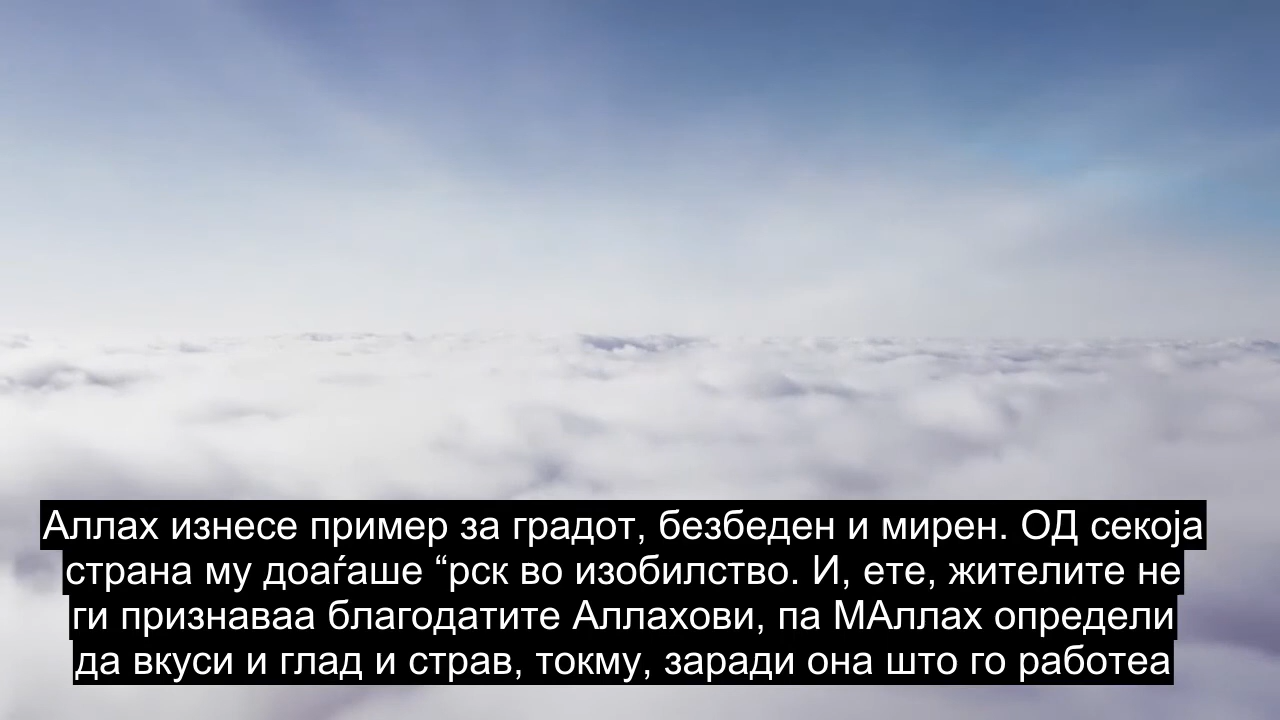 Аллах изнесе пример за градот, безбеден и мирен. ОД секоја
страна му доаѓаше “рск во изобилство. И, ете, жителите не
ги признаваа благодатите Аллахови, па МАллах определи
да вкуси и глад и страв, токму, заради она што го работеа